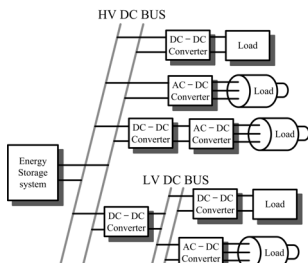 HV DC BUS
DC – DC
Converter
Load
AC – DC
Converter
Load
DC – DC
Converter
AC – DC
Converter
Load
Energy
Storage
system
LV DC BUS
DC – DC
Converter
DC – DC
Converter
Load
AC – DC
Converter
Load